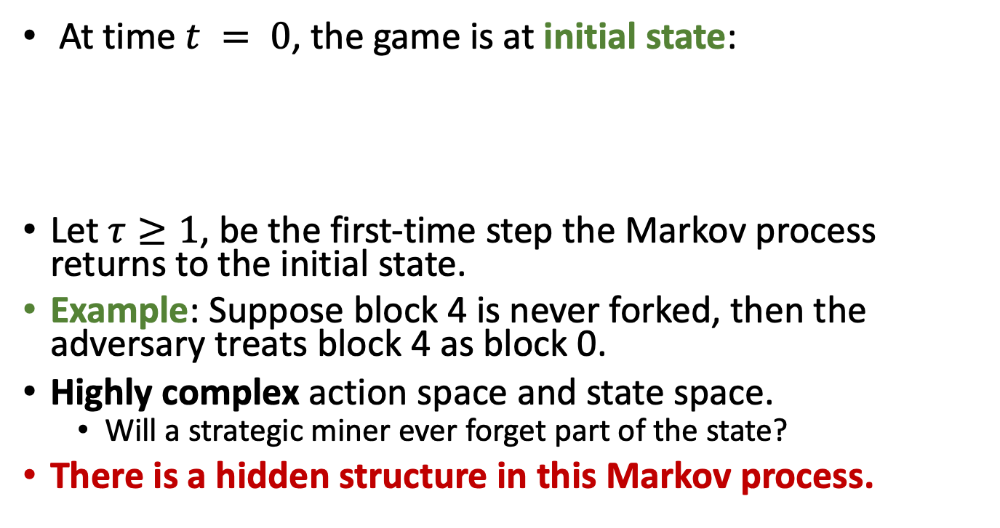 • At time 𝑡 = 0, the game is at initial state:
• Let 𝜏 ≥ 1, be the first-time step the Markov process
returns to the initial state.
• Example: Suppose block 4 is never forked, then the
adversary treats block 4 as block 0.
• Highly complex action space and state space.
• Will a strategic miner ever forget part of the state?
• There is a hidden structure in this Markov process.